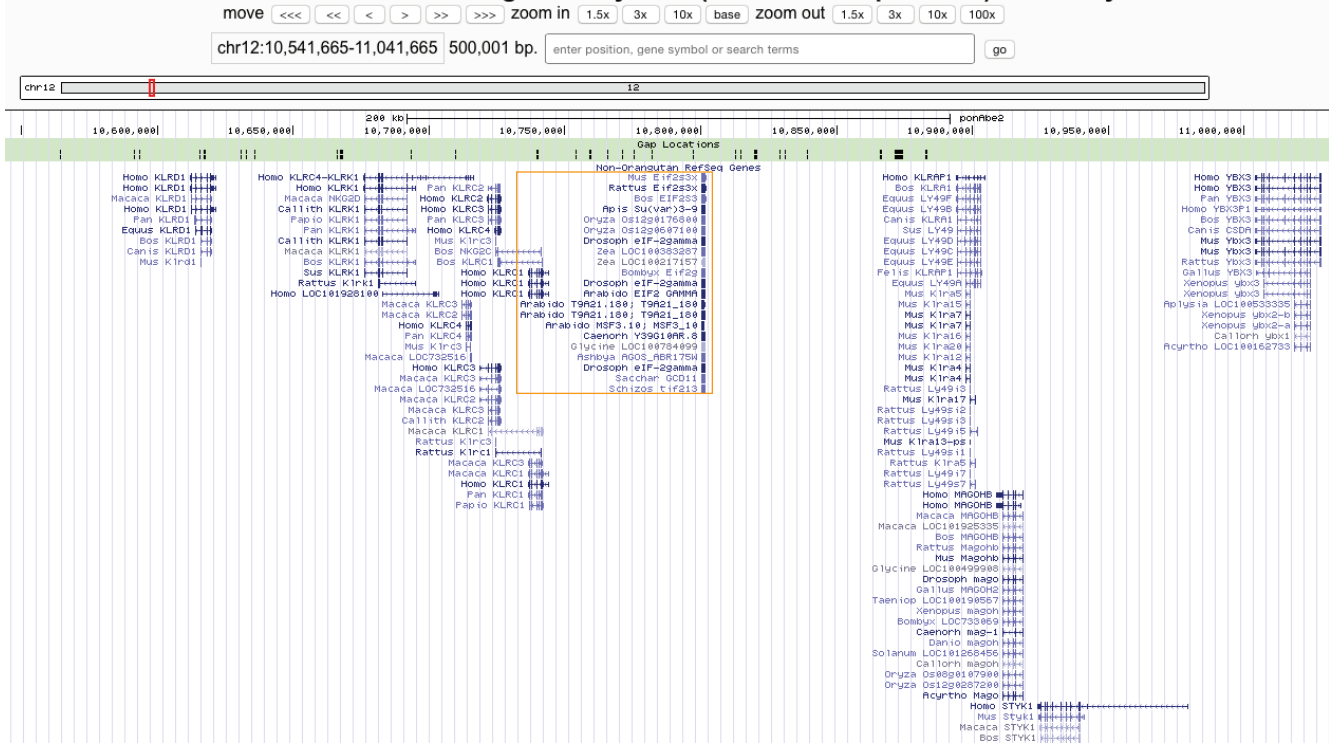 move <<< << < > >> >>> zoom in 1.5x 3x 10x base zoom out 1.5x 3x 10x 100x
chr12:10,541,665-11,041,665 500,001 bp. enter position, gene symbol or search terms go
chr12 12
200 kb ponAbe2
10,600,000 10,650,000 10,700,000 10,750,000 10,800,000 10,850,000 10,900,000 10,950,000 11,000,000
Gap Locations
Non-Orangutan RefSeq Genes
Homo KLRD1
Homo KLRD1
Macaca KLRD1
Homo KLRD1
Pan KLRD1
Equus KLRD1
Bos KLRD1
Canis KLRD1
Mus Klrd1
Homo KLRC4-KLRK1
Homo KLRK1
Macaca NKG2D
Callith KLRK1
Papio KLRK1
Pan KLRK1
Callith KLRK1
Macaca KLRK1
Bos KLRK1
Sus KLRK1
Rattus Klrk1
Homo LOC101928100
Pan KLRC2
Homo KLRC2
Homo KLRC3
Pan KLRC3
Homo KLRC4
Mus Klrc3
Bos NKG2C
Bos KLRC1
Homo KLRC1
Homo KLRC1
Homo KLRC1
Macaca KLRC3
Macaca KLRC2
Homo KLRC4
Pan KLRC4
Mus Klrc3
Macaca LOC732516
Homo KLRC3
Macaca KLRC3
Macaca LOC732516
Macaca KLRC2
Macaca KLRC3
Callith KLRC2
Macaca KLRC1
Rattus Klrc3
Rattus Klrc1
Macaca KLRC3
Macaca KLRC1
Homo KLRC1
Pan KLRC1
Papio KLRC1
Mus Eif2s3x
Rattus Eif2s3x
Bos EIF2S3
Apis Su(var)3-9
Oryza Os12g0176800
Oryza Os12g0607100
Drosoph eIF-2gamma
Zea LOC100383287
Zea LOC100217157
Bombyx Eif2g
Drosoph eIF-2gamma
Arabido EIF2 GAMMA
Arabido T9A21.180; T9A21_180
Arabido T9A21.180; T9A21_180
Arabido MSF3.10; MSF3_10
Caenorh Y39G10AR.8
Glycine LOC100784099
Ashbya AGOS_ABR175W
Drosoph eIF-2gamma
Sacchar GCD11
Schizos tif213
Homo KLRAP1
Bos KLRA1
Equus LY49F
Equus LY49B
Canis KLRA1
Sus LY49
Equus LY49D
Equus LY49C
Equus LY49E
Felis KLRAP1
Equus LY49A
Mus Klra5
Mus Klra15
Mus Klra7
Mus Klra7
Mus Klra16
Mus Klra20
Mus Klra12
Mus Klra4
Mus Klra4
Rattus Ly49i3
Mus Klra17
Rattus Ly49si2
Rattus Ly49si3
Rattus Ly49i5
Mus Klra13-ps
Rattus Ly49si1
Rattus Klra5
Rattus Ly49i7
Rattus Ly49s7
Homo MAGOHB
Homo MAGOHB
Macaca MAGOHB
Macaca LOC101925335
Bos MAGOHB
Rattus Magohb
Mus Magohb
Glycine LOC100499908
Drosoph mago
Gallus MAGOH2
Taeniop LOC100190567
Xenopus magoh
Bombyx LOC733069
Caenorh mag-1
Danio magoh
Solanum LOC101268456
Callorh magoh
Oryza Os08g0107900
Oryza Os12g0287200
Acyrtho Mago
Homo STYK1
Mus Styk1
Macaca STYK1
Bos STYK1
Homo YBX3
Pan YBX3
Homo YBX3P1
Bos YBX3
Canis CSDA
Mus Ybx3
Mus Ybx3
Rattus Ybx3
Gallus YBX3
Xenopus ybx3
Xenopus ybx3
Aplysia LOC100533335
Xenopus ybx2-b
Xenopus ybx2-a
Callorh ybx1
Acyrtho LOC100162733